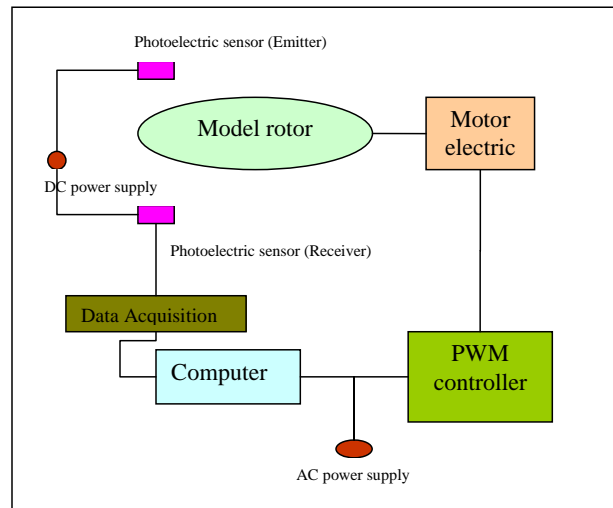 Photoelectric sensor (Emitter)
Model rotor
Motor
electric
DC power supply
Photoelectric sensor (Receiver)
Data Acquisition
Computer
PWM
controller
AC power supply